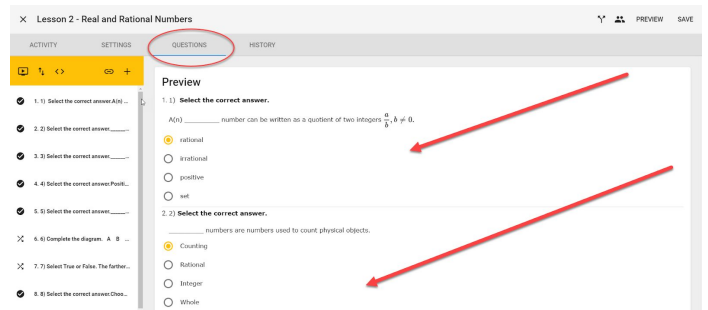 Lesson 2 - Real and Rational Numbers
PREVIEW SAVE
ACTIVITY SETTINGS QUESTIONS HISTORY
1. 1) Select the correct answer.A(n) ...
2. 2) Select the correct answer._____...
3. 3) Select the correct answer._____...
4. 4) Select the correct answer.Positi...
5. 5) Select the correct answer._____...
6. 6) Complete the diagram. A B ...
7. 7) Select True or False. The farther...
8. 8) Select the correct answer.Choo...
Preview
1. 1) Select the correct answer.
A(n) _________ number can be written as a quotient of two integers a/b, b ≠ 0.
rational
irrational
positive
set
2. 2) Select the correct answer.
_________ numbers are numbers used to count physical objects.
Counting
Rational
Integer
Whole